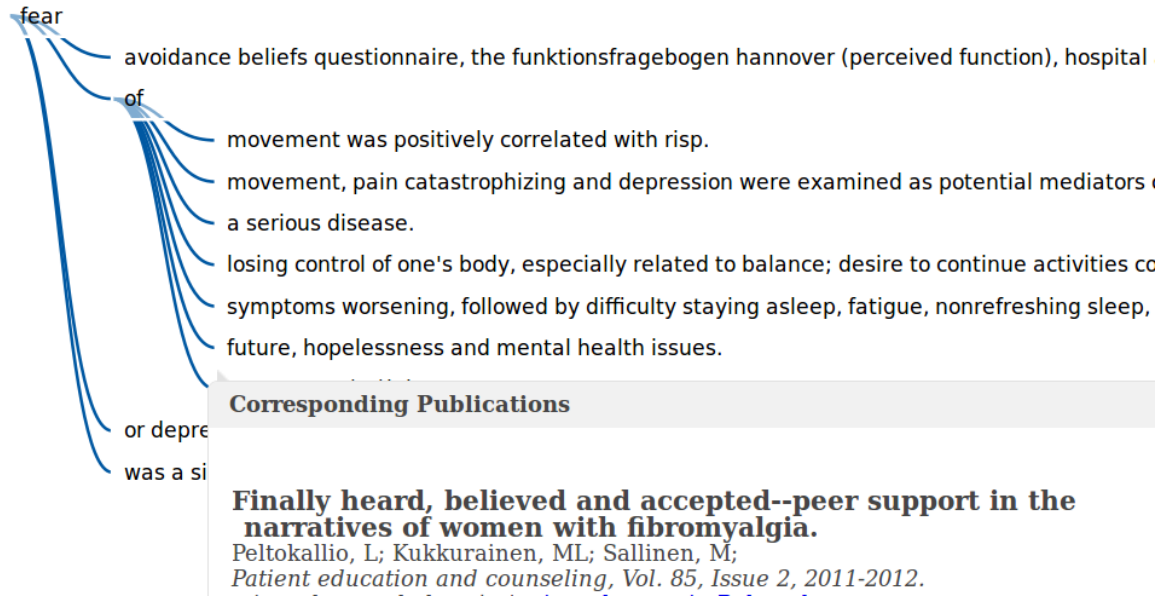 fear
avoidance beliefs questionnaire, the funktionsfragebogen hannover (perceived function), hospital
of
movement was positively correlated with risp.
movement, pain catastrophizing and depression were examined as potential mediators
a serious disease.
losing control of one's body, especially related to balance; desire to continue activities co
symptoms worsening, followed by difficulty staying asleep, fatigue, nonrefreshing sleep,
future, hopelessness and mental health issues.
Corresponding Publications
or depre
was a si
Finally heard, believed and accepted--peer support in the
narratives of women with fibromyalgia.
Peltokallio, L; Kukkurainen, ML; Sallinen, M;
Patient education and counseling, Vol. 85, Issue 2, 2011-2012.